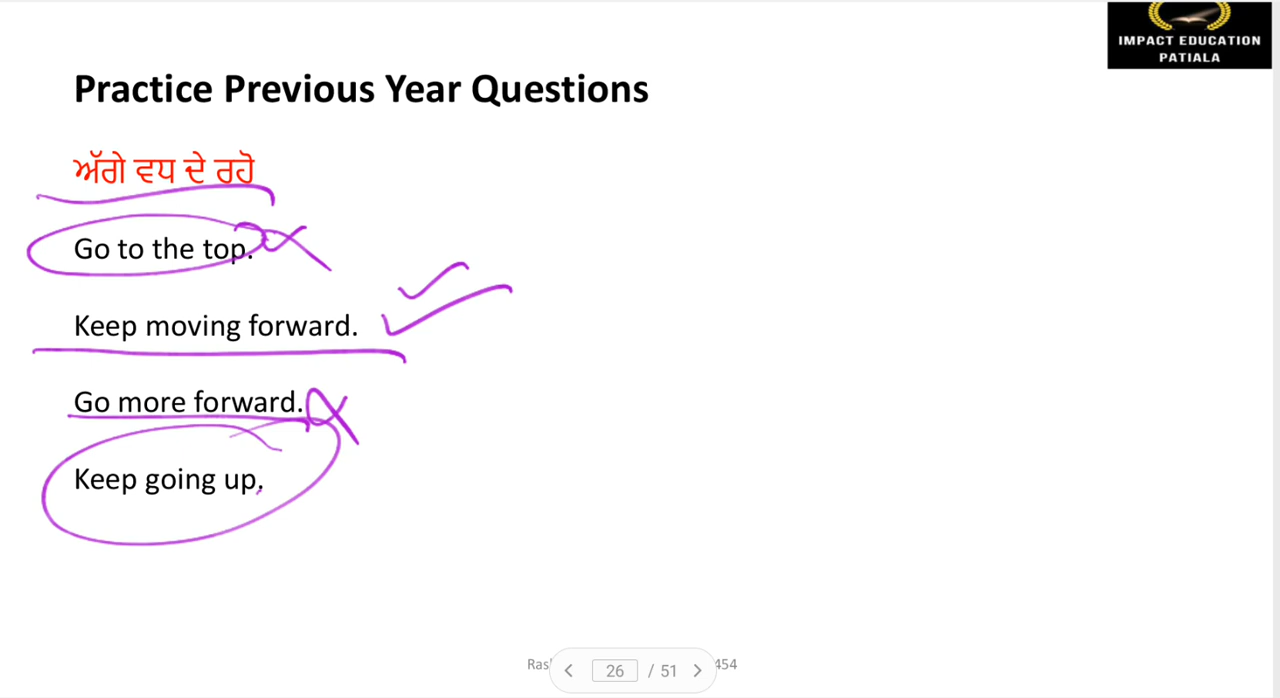 IMPACT EDUCATION
PATIALA
Practice Previous Year Questions
ਅੱਗੇ ਵਧ ਦੇ ਰਹੋ
Go to the top.
Keep moving forward.
Go more forward.
Keep going up.
26 / 51
454